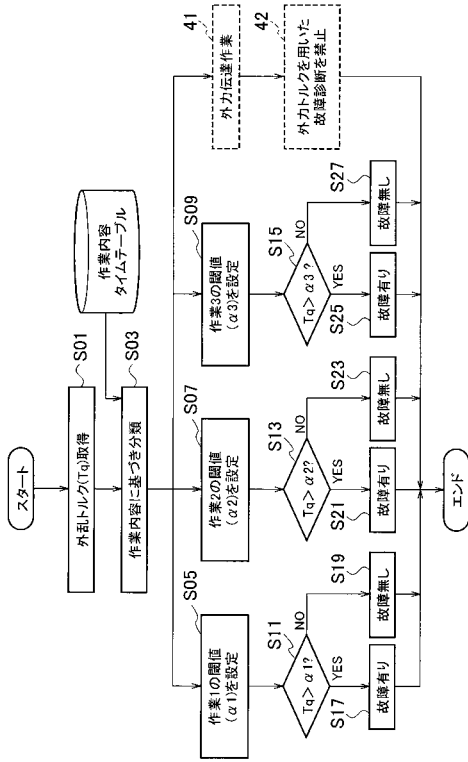 スタート
S01
外乱トルク(Tq)取得
作業内容
タイムテーブル
S03
作業内容に基づき分類
S05
作業1の閾値
(α1)を設定
S07
作業2の閾値
(α2)を設定
S09
作業3の閾値
(α3)を設定
41
外力伝達作業
S11
Tq> α1?
NO
YES
S13
Tq> α2?
NO
YES
S15
Tq> α3?
NO
YES
42
外力トルクを用いた
故障診断を禁止
S17
故障有り
S19
故障無し
S21
故障有り
S23
故障無し
S25
故障有り
S27
故障無し
エンド